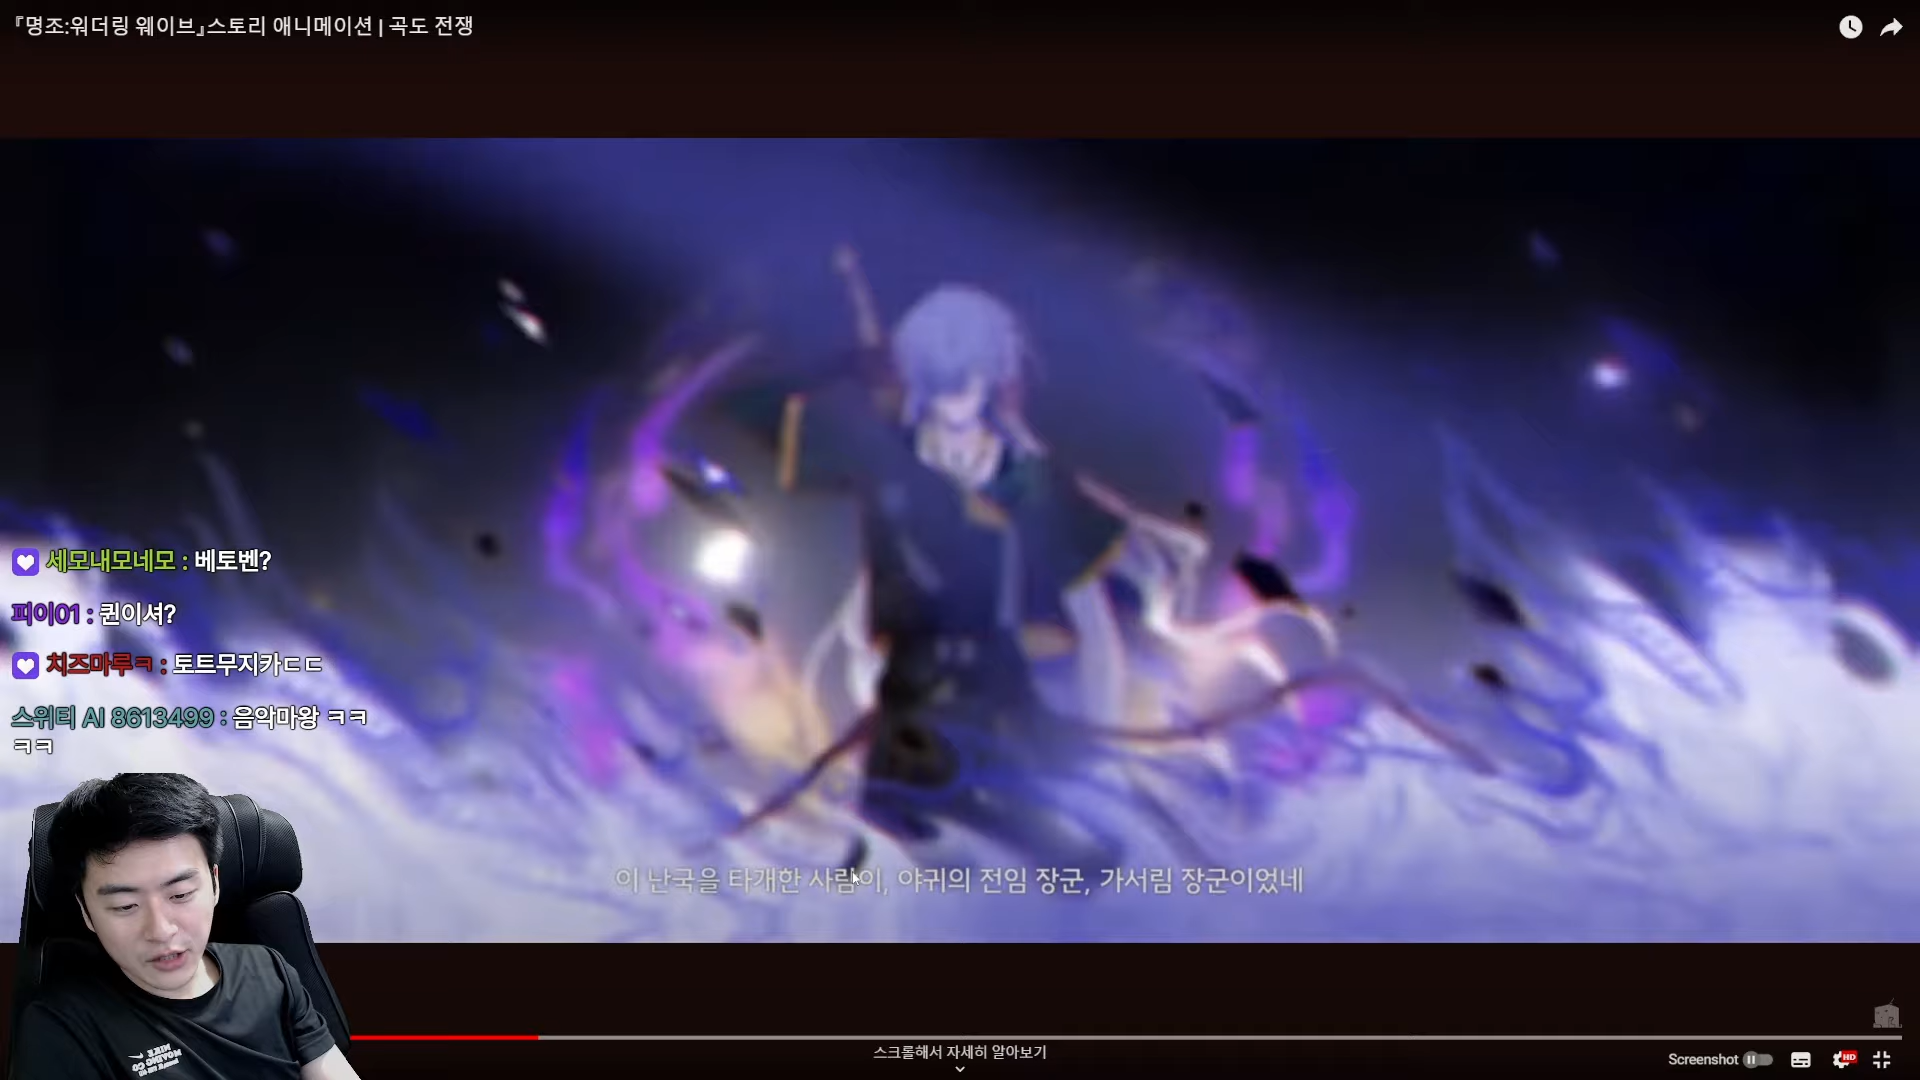 『명조:워더링 웨이브』스토리 애니메이션 | 곡도 전쟁
세모내모네모 : 베토벤?
피이01 : 퀸이셔?
치즈마루ㅋ : 토트무지카ㄷㄷ
스위티 AI 8613499 : 음악마왕 ㅋㅋ
ㅋㅋ
이 난국을 타개한 사람이, 야귀의 전임 장군, 가서림 장군이었네
스크롤해서 자세히 알아보기
Screenshot
HD